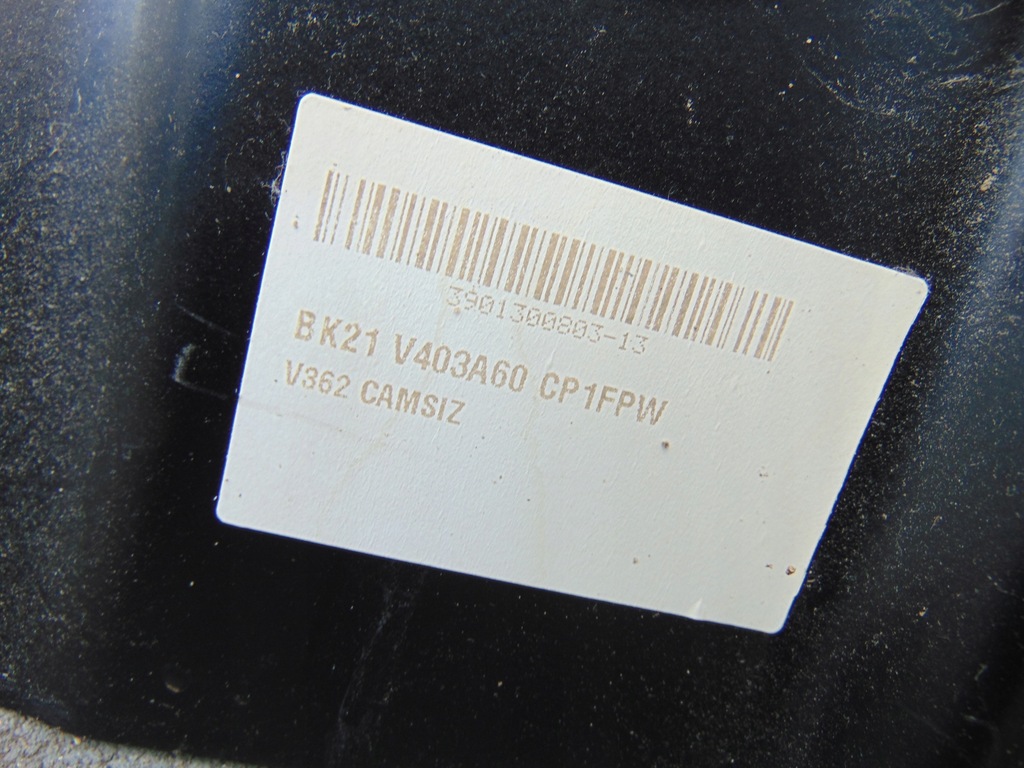 3901300803-13
BK21 V403A60 CP1FPW
V362 CAMSIZ